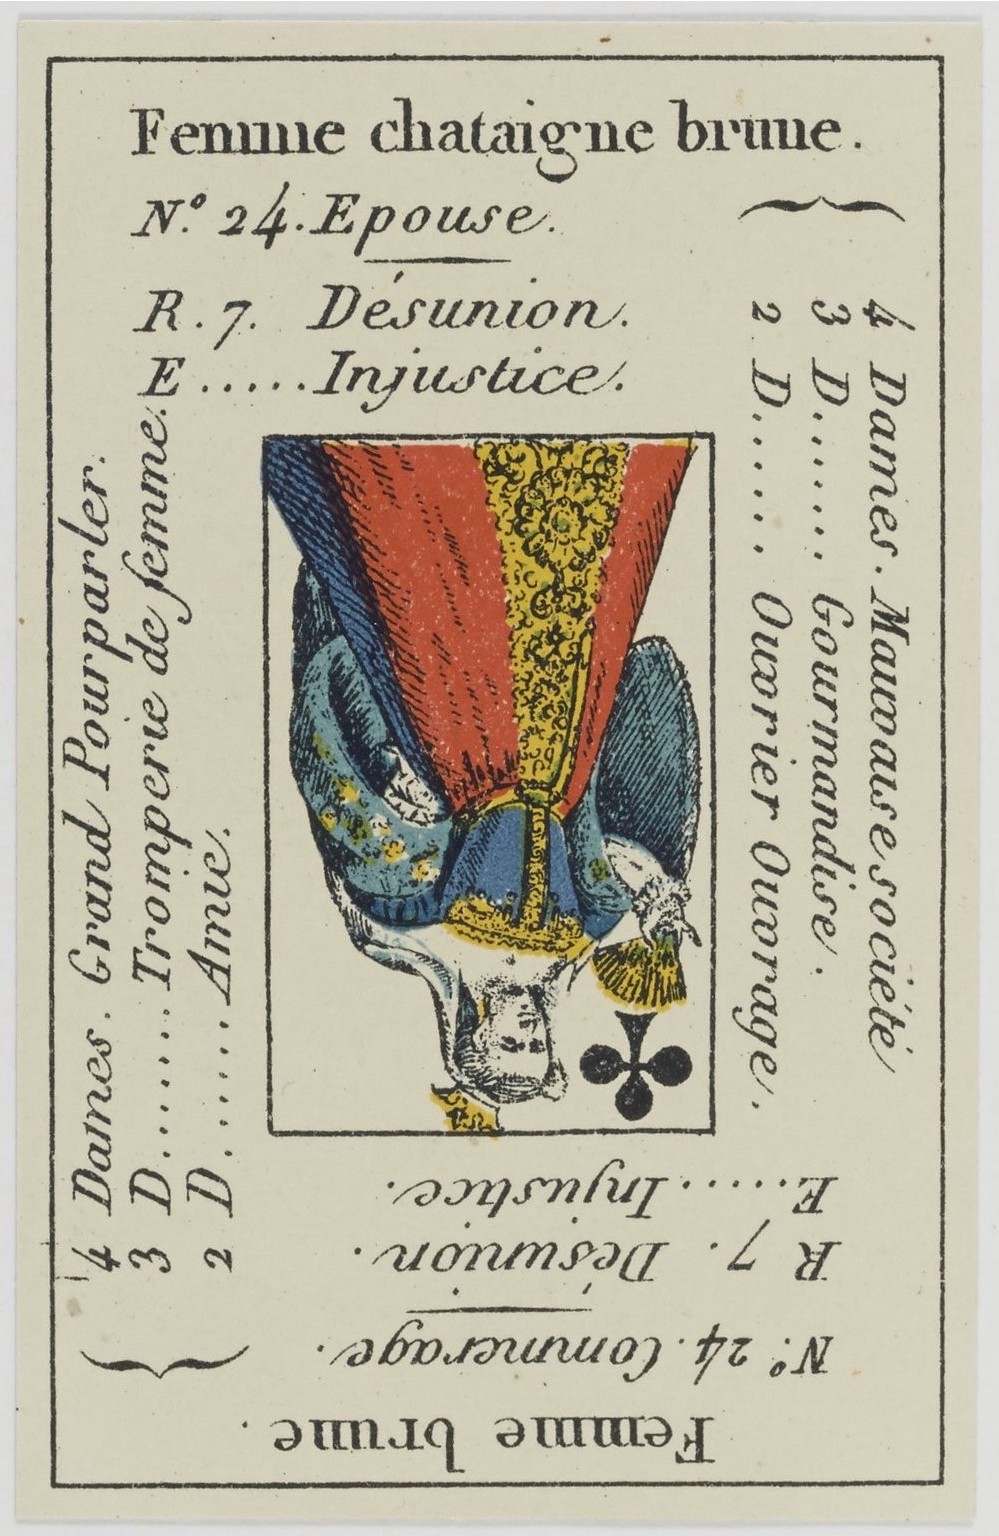 Femme chataigne brune.
N.º 24. Epouse.
R. 7. Désunion.
E..... Injustice.
4 Dames. Mauvause société
3 D...... Gourmandise.
2 D...... Ouvrier Ouvrage.
4 Dames. Grand Pourparler.
3 D...... Tromperie de femme.
2 D...... Amie.
E..... Injustice.
R 7. Désunion.
N.º 24. Commerage.
Femme brune.